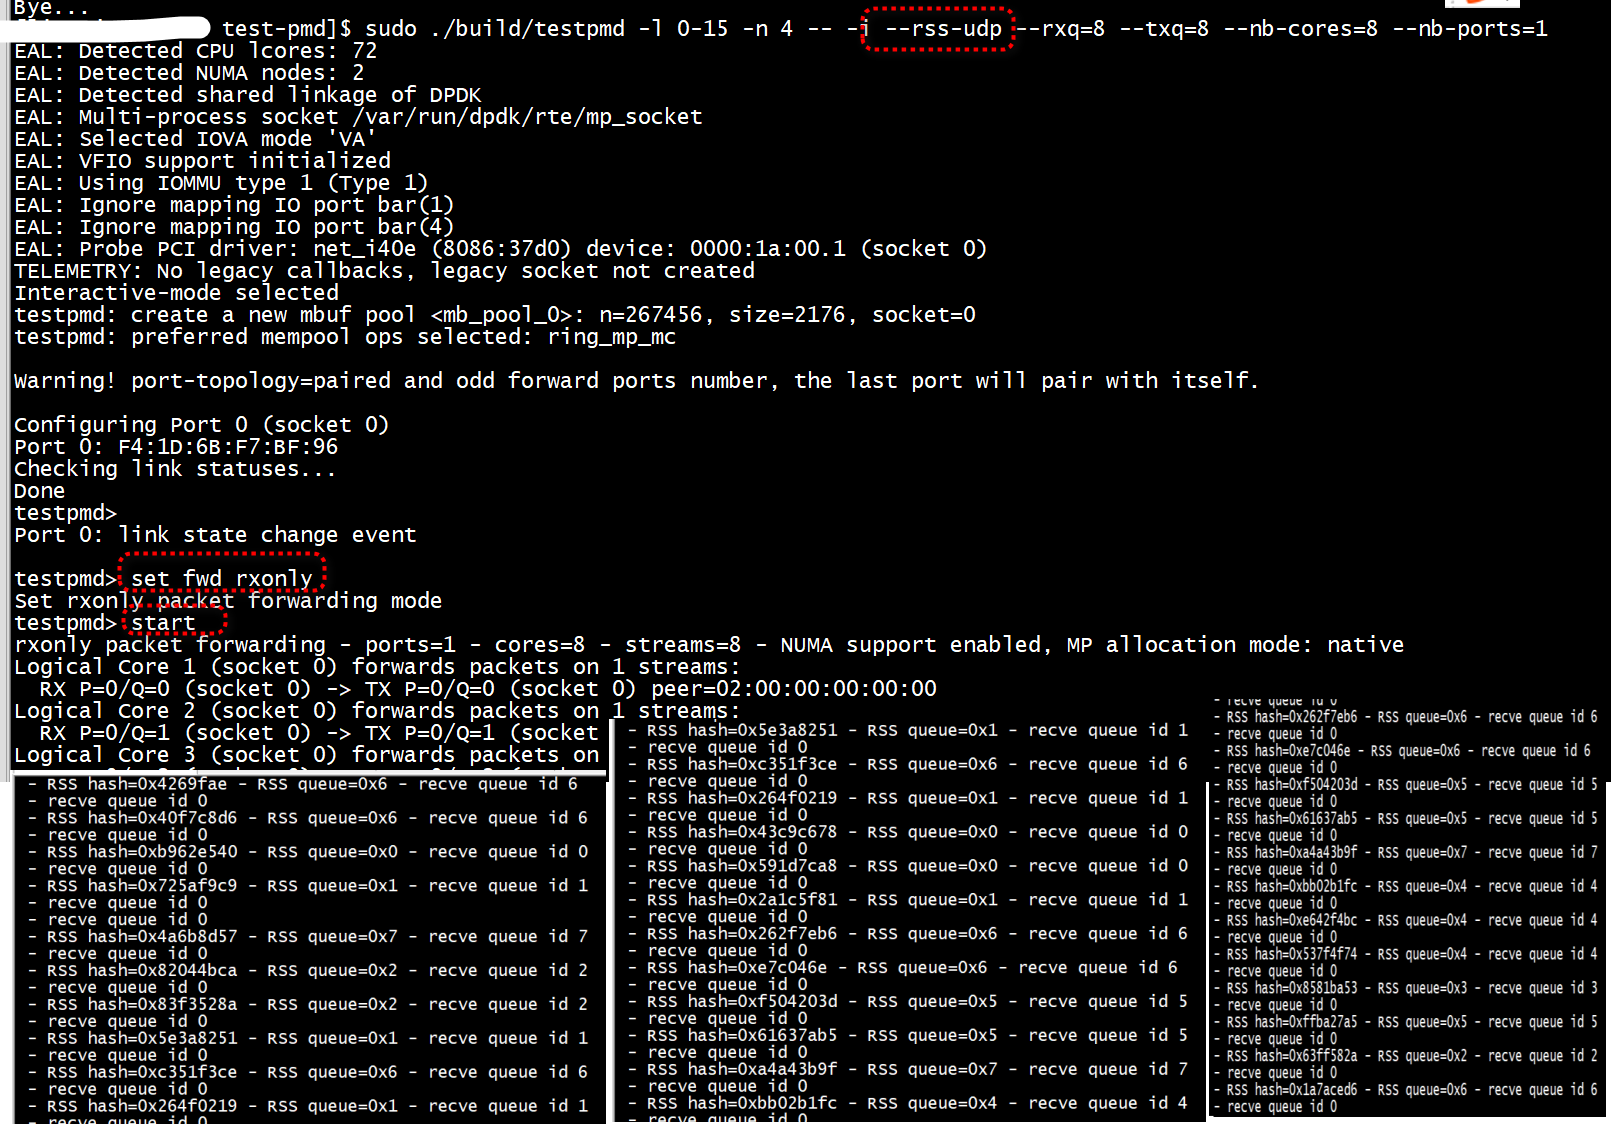 Bye...
test-pmd]$ sudo ./build/testpmd -l 0-15 -n 4 -- -i --rss-udp --rxq=8 --txq=8 --nb-cores=8 --nb-ports=1
EAL: Detected CPU lcores: 72
EAL: Detected NUMA nodes: 2
EAL: Detected shared linkage of DPDK
EAL: Multi-process socket /var/run/dpdk/rte/mp_socket
EAL: Selected IOVA mode 'VA'
EAL: VFIO support initialized
EAL: Using IOMMU type 1 (Type 1)
EAL: Ignore mapping IO port bar(1)
EAL: Ignore mapping IO port bar(4)
EAL: Probe PCI driver: net_i40e (8086:37d0) device: 0000:1a:00.1 (socket 0)
TELEMETRY: No legacy callbacks, legacy socket not created
Interactive-mode selected
testpmd: create a new mbuf pool <mb_pool_0>: n=267456, size=2176, socket=0
testpmd: preferred mempool ops selected: ring_mp_mc
Warning! port-topology=paired and odd forward ports number, the last port will pair with itself.
Configuring Port 0 (socket 0)
Port 0: F4:1D:6B:F7:BF:96
Checking link statuses...
Done
testpmd>
Port 0: link state change event
testpmd> set fwd rxonly
Set rxonly packet forwarding mode
testpmd> start
rxonly packet forwarding - ports=1 - cores=8 - streams=8 - NUMA support enabled, MP allocation mode: native
Logical Core 1 (socket 0) forwards packets on 1 streams:
RX P=0/Q=0 (socket 0) -> TX P=0/Q=0 (socket 0) peer=02:00:00:00:00:00
Logical Core 2 (socket 0) forwards packets on 1 streams:
RX P=0/Q=1 (socket 0) -> TX P=0/Q=1 (socket
Logical Core 3 (socket 0) forwards packets on
- RSS hash=0x4269fae - RSS queue=0x6 - recve queue id 6
- recve queue id 0
- RSS hash=0x40f7c8d6 - RSS queue=0x6 - recve queue id 6
- recve queue id 0
- RSS hash=0xb962e540 - RSS queue=0x0 - recve queue id 0
- recve queue id 0
- RSS hash=0x725af9c9 - RSS queue=0x1 - recve queue id 1
- recve queue id 0
- recve queue id 0
- RSS hash=0x4a6b8d57 - RSS queue=0x7 - recve queue id 7
- recve queue id 0
- RSS hash=0x82044bca - RSS queue=0x2 - recve queue id 2
- recve queue id 0
- RSS hash=0x83f3528a - RSS queue=0x2 - recve queue id 2
- recve queue id 0
- RSS hash=0x5e3a8251 - RSS queue=0x1 - recve queue id 1
- recve queue id 0
- RSS hash=0xc351f3ce - RSS queue=0x6 - recve queue id 6
- recve queue id 0
- RSS hash=0x264f0219 - RSS queue=0x1 - recve queue id 1
- recve queue id 0
- RSS hash=0x5e3a8251 - RSS queue=0x1 - recve queue id 1
- recve queue id 0
- RSS hash=0xc351f3ce - RSS queue=0x6 - recve queue id 6
- recve queue id 0
- RSS hash=0x264f0219 - RSS queue=0x1 - recve queue id 1
- recve queue id 0
- RSS hash=0x43c9c678 - RSS queue=0x0 - recve queue id 0
- recve queue id 0
- RSS hash=0x591d7ca8 - RSS queue=0x0 - recve queue id 0
- recve queue id 0
- RSS hash=0x2a1c5f81 - RSS queue=0x1 - recve queue id 1
- recve queue id 0
- RSS hash=0x262f7eb6 - RSS queue=0x6 - recve queue id 6
- recve queue id 0
- RSS hash=0xe7c046e - RSS queue=0x6 - recve queue id 6
- recve queue id 0
- RSS hash=0xf504203d - RSS queue=0x5 - recve queue id 5
- recve queue id 0
- RSS hash=0x61637ab5 - RSS queue=0x5 - recve queue id 5
- recve queue id 0
- RSS hash=0xa4a43b9f - RSS queue=0x7 - recve queue id 7
- recve queue id 0
- RSS hash=0xbb02b1fc - RSS queue=0x4 - recve queue id 4
- recve queue id 0
- recve queue id 0
- RSS hash=0x262f7eb6 - RSS queue=0x6 - recve queue id 6
- recve queue id 0
- RSS hash=0xe7c046e - RSS queue=0x6 - recve queue id 6
- recve queue id 0
- RSS hash=0xf504203d - RSS queue=0x5 - recve queue id 5
- recve queue id 0
- RSS hash=0x61637ab5 - RSS queue=0x5 - recve queue id 5
- recve queue id 0
- RSS hash=0xa4a43b9f - RSS queue=0x7 - recve queue id 7
- recve queue id 0
- RSS hash=0xbb02b1fc - RSS queue=0x4 - recve queue id 4
- recve queue id 0
- RSS hash=0xe642f4bc - RSS queue=0x4 - recve queue id 4
- recve queue id 0
- RSS hash=0x537f4f74 - RSS queue=0x4 - recve queue id 4
- recve queue id 0
- RSS hash=0x8581ba53 - RSS queue=0x3 - recve queue id 3
- recve queue id 0
- RSS hash=0xffba27a5 - RSS queue=0x5 - recve queue id 5
- recve queue id 0
- RSS hash=0x63ff582a - RSS queue=0x2 - recve queue id 2
- recve queue id 0
- RSS hash=0x1a7aced6 - RSS queue=0x6 - recve queue id 6
- recve queue id 0